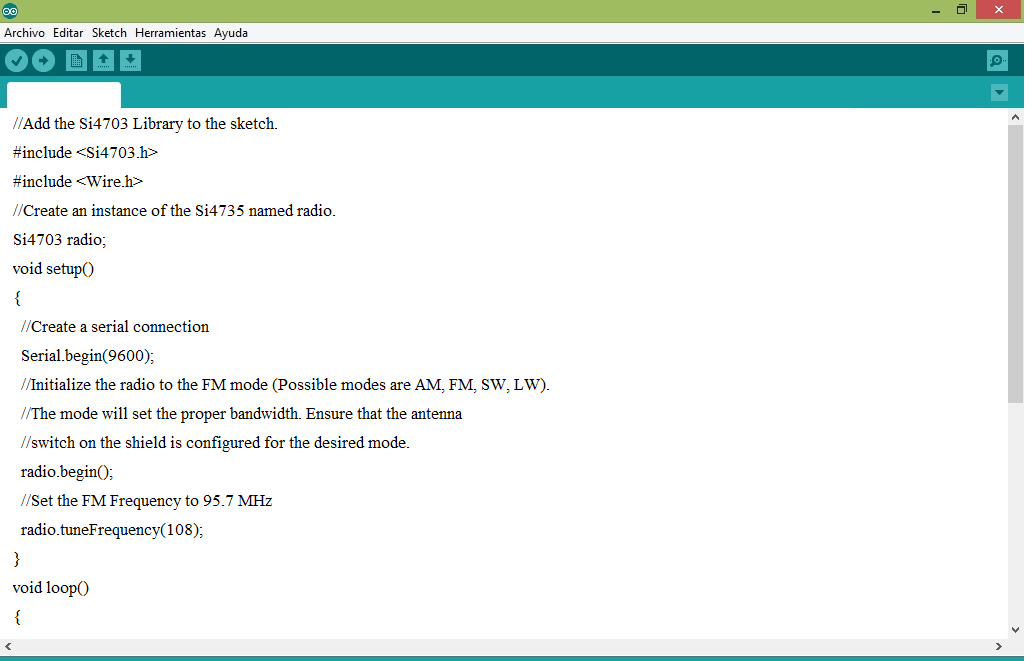 Archivo Editar Sketch Herramientas Ayuda
//Add the Si4703 Library to the sketch.
#include <Si4703.h>
#include <Wire.h>
//Create an instance of the Si4735 named radio.
Si4703 radio;
void setup()
{
//Create a serial connection
Serial.begin(9600);
//Initialize the radio to the FM mode (Possible modes are AM, FM, SW, LW).
//The mode will set the proper bandwidth. Ensure that the antenna
//switch on the shield is configured for the desired mode.
radio.begin();
//Set the FM Frequency to 95.7 MHz
radio.tuneFrequency(108);
}
void loop()
{